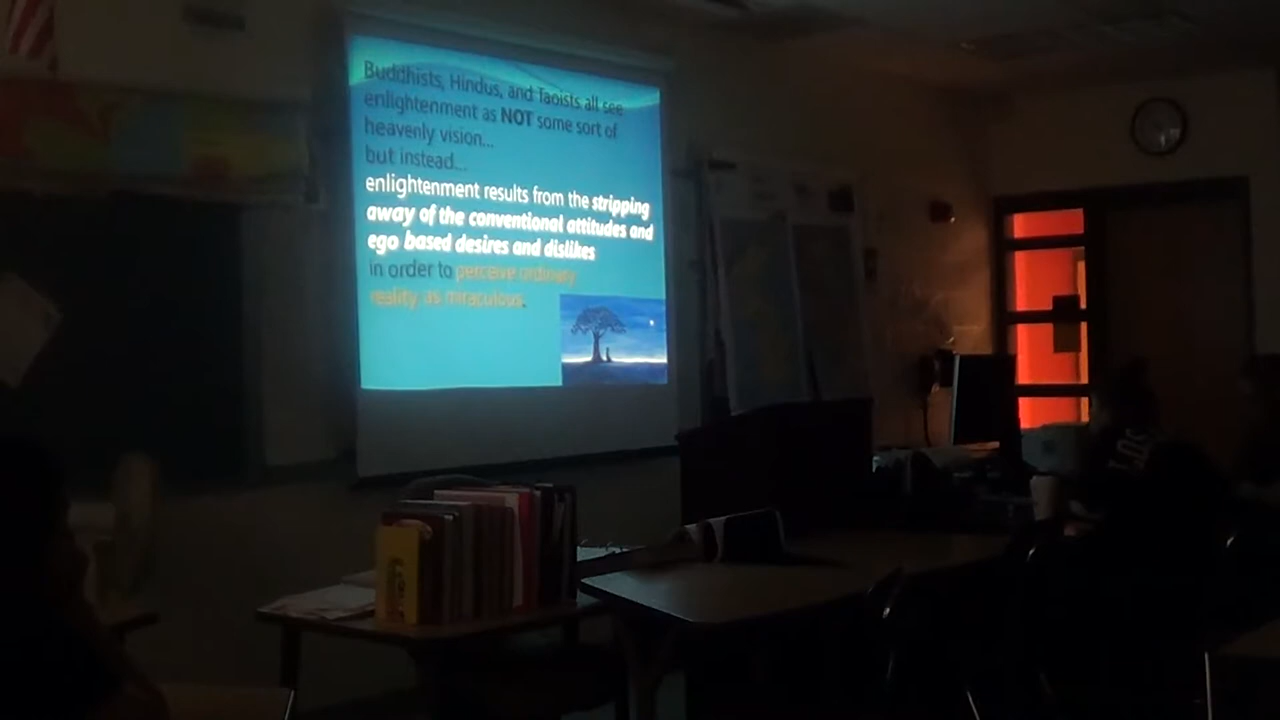 Buddhists, Hindus, and Taoists all see
enlightenment as NOT some sort of
heavenly vision...
but instead...
enlightenment results from the stripping
away of the conventional attitudes and
ego based desires and dislikes
in order to perceive ordinary
reality, as miraculous.